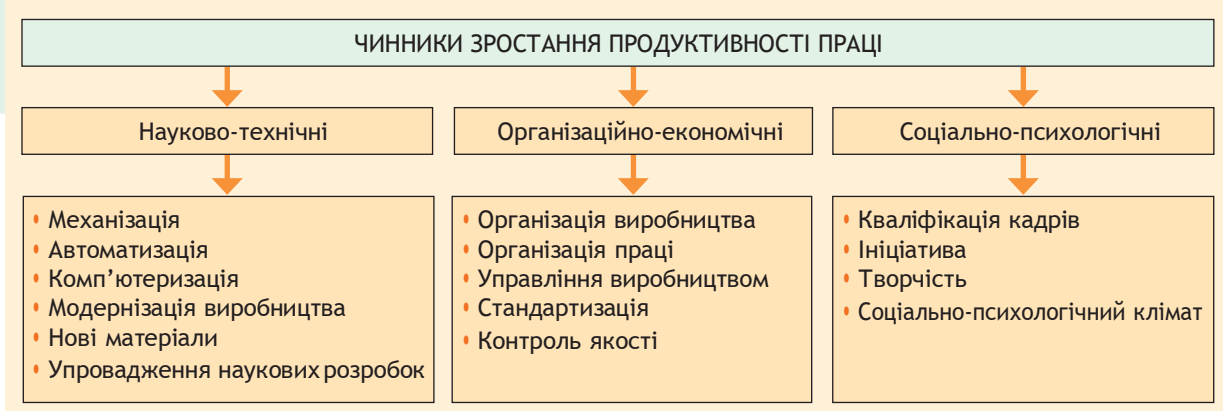 ЧИННИКИ ЗРОСТАННЯ ПРОДУКТИВНОСТІ ПРАЦІ
Науково-технічні
Організаційно-економічні
Соціально-психологічні
• Механізація
• Автоматизація
• Комп’ютеризація
• Модернізація виробництва
• Нові матеріали
• Упровадження наукових розробок
• Організація виробництва
• Організація праці
• Управління виробництвом
• Стандартизація
• Контроль якості
• Кваліфікація кадрів
• Ініціатива
• Творчість
• Соціально-психологічний клімат